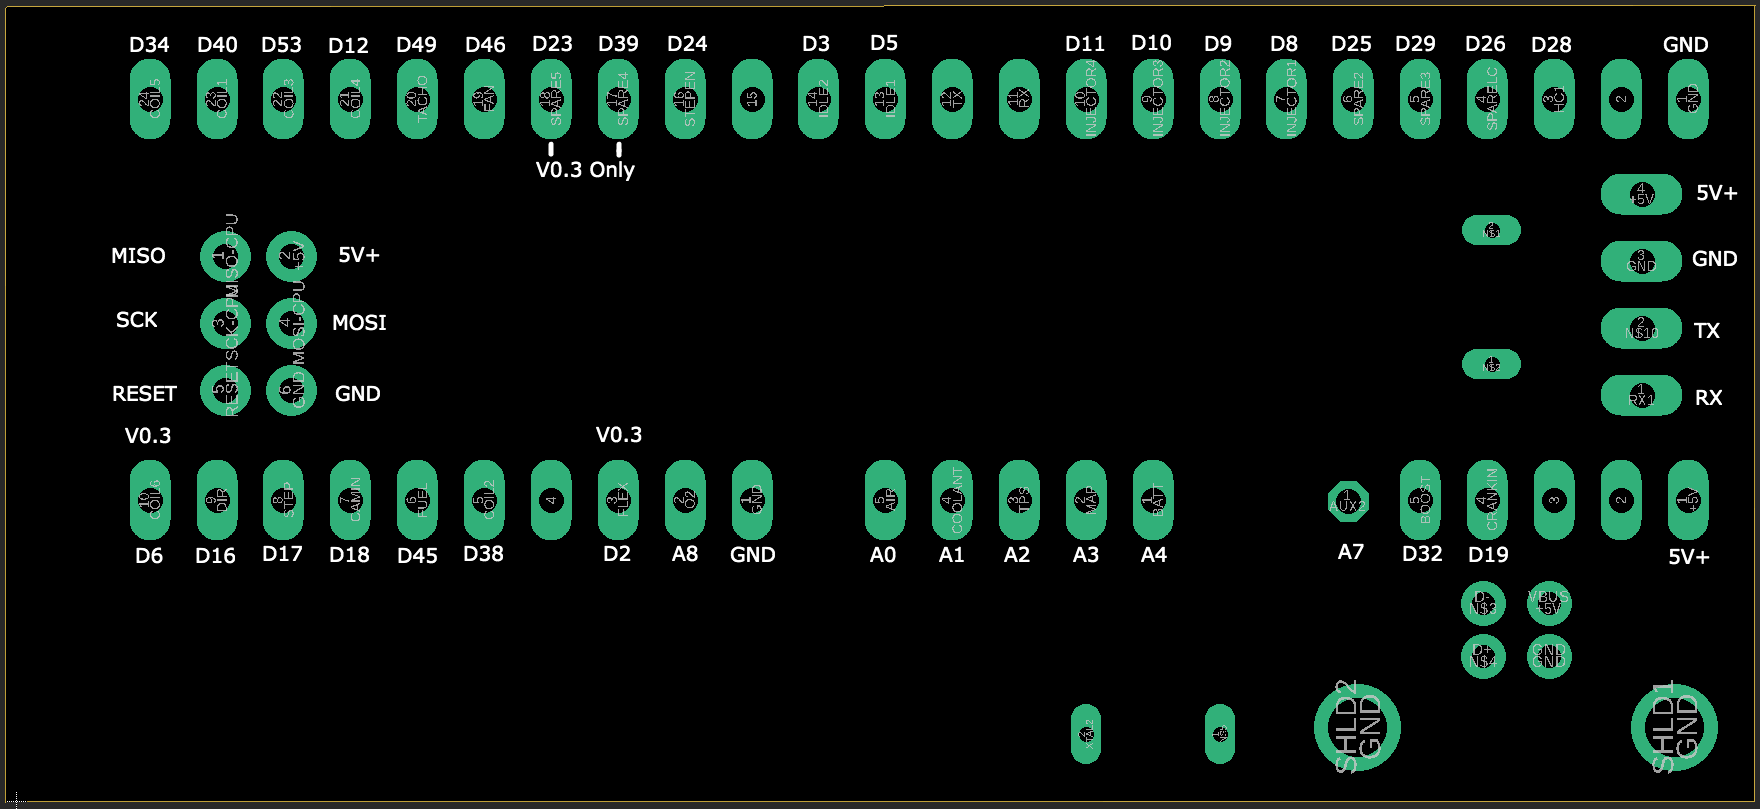 D34 D40 D53 D12 D49 D46 D23 D39 D24 D3 D5 D11 D10 D9 D8 D25 D29 D26 D28 GND
24 23 22 21 20 19 18 17 16 15 14 13 12 11 10 9 8 7 6 5 4 3 2 1
COIL5 COIL1 COIL3 COIL4 TACHO FAN SPARE5 SPARE4 STEPEN IDLE2 IDLE1 TX RX INJECTOR4 INJECTOR3 INJECTOR2 INJECTOR1 SPARE2 SPARE3 SPARELC HC1 GND
V0.3 Only
4 +5V 5V+
2 N$1
MISO 1 MISO-CPU 2 +5V 5V+
3 GND GND
SCK 3 SCK-CPU 4 MOSI-CPU MOSI
2 N$10 TX
1 N$2
RESET 5 RESET 6 GND GND
1 RX1 RX
V0.3 V0.3
10 9 8 7 6 5 4 3 2 1 5 4 3 2 1 1 5 4 3 2 1
COIL6 DIR STEP CAMIN FUEL COIL2 FLEX O2 GND AIR COOLANT TPS MAP BATT AUX2 BOOST CRANKIN +5V
D6 D16 D17 D18 D45 D38 D2 A8 GND A0 A1 A2 A3 A4 A7 D32 D19 5V+
D- VBUS
N$3 +5V
D+ GND
N$4 GND
SHLD2 GND SHLD1 GND
2 XTAL2 1